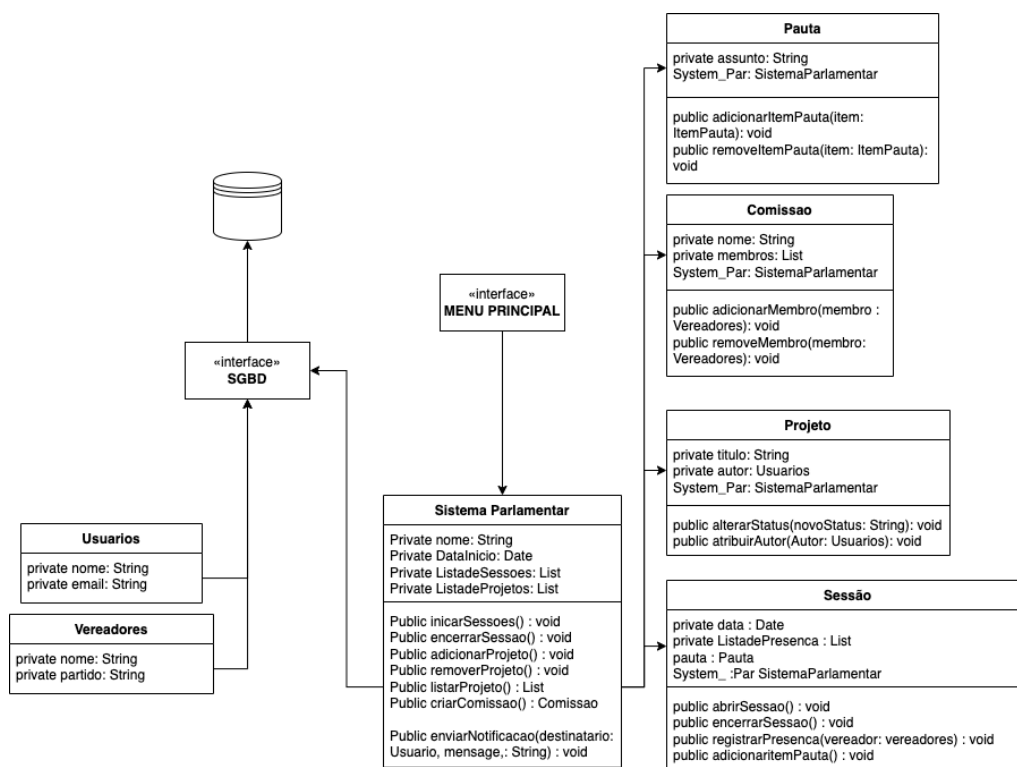 Pauta
private assunto: String
System_Par: SistemaParlamentar
public adicionarItemPauta(item:
ItemPauta): void
public removeItemPauta(item: ItemPauta):
void
Comissao
private nome: String
private membros: List
System_Par: SistemaParlamentar
public adicionarMembro(membro :
Vereadores): void
public removeMembro(membro:
Vereadores): void
«interface»
MENU PRINCIPAL
«interface»
SGBD
Projeto
private titulo: String
private autor: Usuarios
System_Par: SistemaParlamentar
public alterarStatus(novoStatus: String): void
public atribuirAutor(Autor: Usuarios): void
Sistema Parlamentar
Private nome: String
Private DataInicio: Date
Private ListadeSessoes: List
Private ListadeProjetos: List
Public inicarSessoes() : void
Public encerrarSessao() : void
Public adicionarProjeto() : void
Public removerProjeto() : void
Public listarProjeto() : List
Public criarComissao() : Comissao
Public enviarNotificacao(destinatario:
Usuario, mensage,: String) : void
Usuarios
private nome: String
private email: String
Vereadores
private nome: String
private partido: String
Sessão
private data : Date
private ListadePresenca : List
pauta : Pauta
System_ :Par SistemaParlamentar
public abrirSesao() : void
public encerrarSesao() : void
public registrarPresenca(vereador: vereadores) : void
public adicionaritemPauta() : void